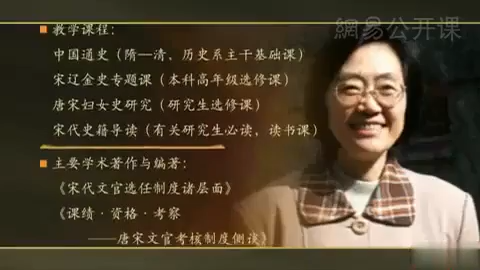 網易公开课
教学课程:
中国通史（隋—清、历史系主干基础课）
宋辽金史专题课（本科高年级选修课）
唐宋妇女史研究（研究生选修课）
宋代史籍导读（有关研究生必读，读书课）
主要学术著作与编著:
《宋代文官选任制度诸层面》
《课绩·资格·考察
——唐宋文官考核制度侧谈》